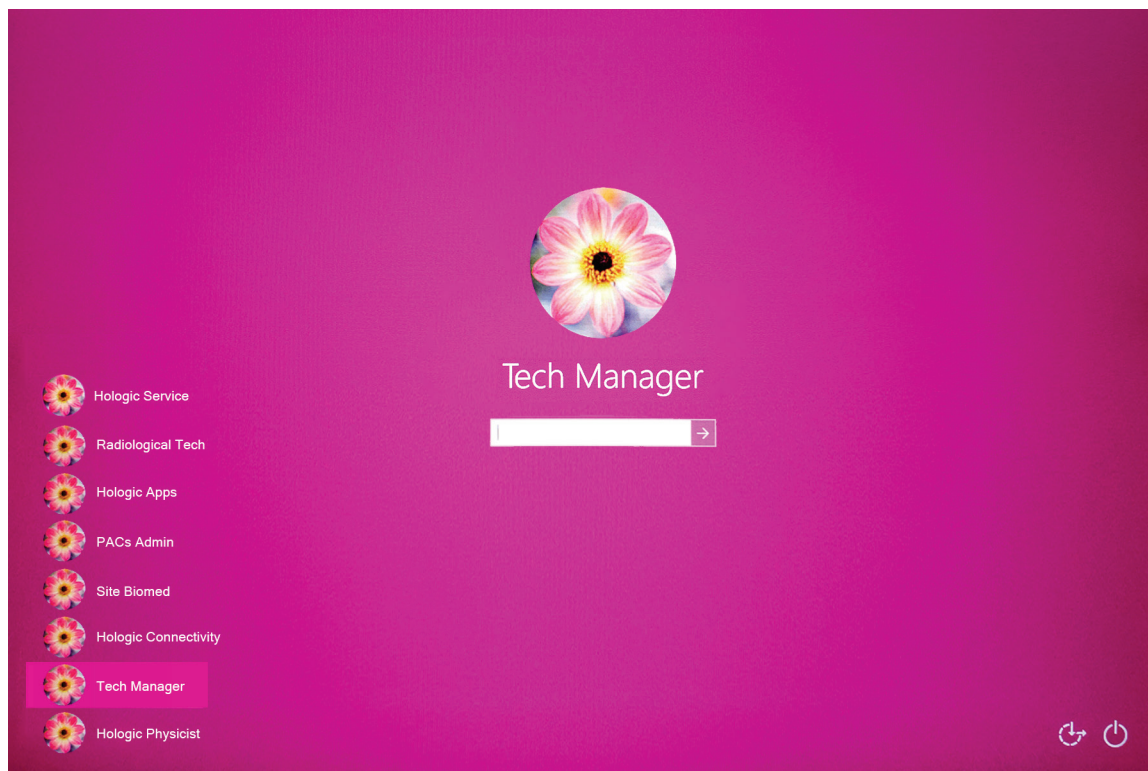 Tech Manager
Hologic Service
Radiological Tech
Hologic Apps
PACs Admin
Site Biomed
Hologic Connectivity
Tech Manager
Hologic Physicist